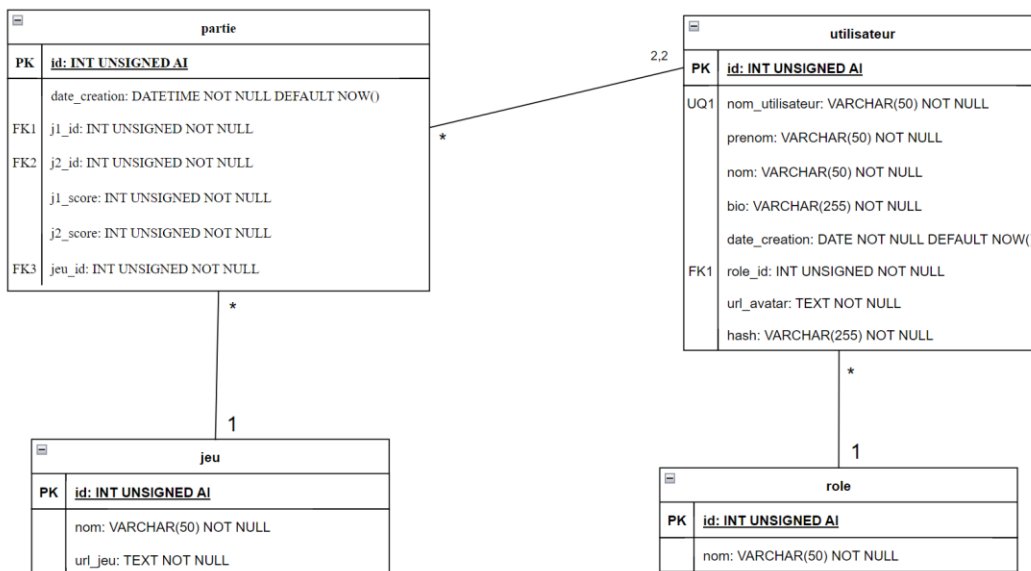 partie
PK id: INT UNSIGNED AI
date_creation: DATETIME NOT NULL DEFAULT NOW()
FK1 j1_id: INT UNSIGNED NOT NULL
FK2 j2_id: INT UNSIGNED NOT NULL
j1_score: INT UNSIGNED NOT NULL
j2_score: INT UNSIGNED NOT NULL
FK3 jeu_id: INT UNSIGNED NOT NULL
*
2,2
utilisateur
PK id: INT UNSIGNED AI
UQ1 nom_utilisateur: VARCHAR(50) NOT NULL
prenom: VARCHAR(50) NOT NULL
nom: VARCHAR(50) NOT NULL
bio: VARCHAR(255) NOT NULL
date_creation: DATE NOT NULL DEFAULT NOW(
FK1 role_id: INT UNSIGNED NOT NULL
url_avatar: TEXT NOT NULL
hash: VARCHAR(255) NOT NULL
*
1
*
1
jeu
PK id: INT UNSIGNED AI
nom: VARCHAR(50) NOT NULL
url_jeu: TEXT NOT NULL
role
PK id: INT UNSIGNED AI
nom: VARCHAR(50) NOT NULL